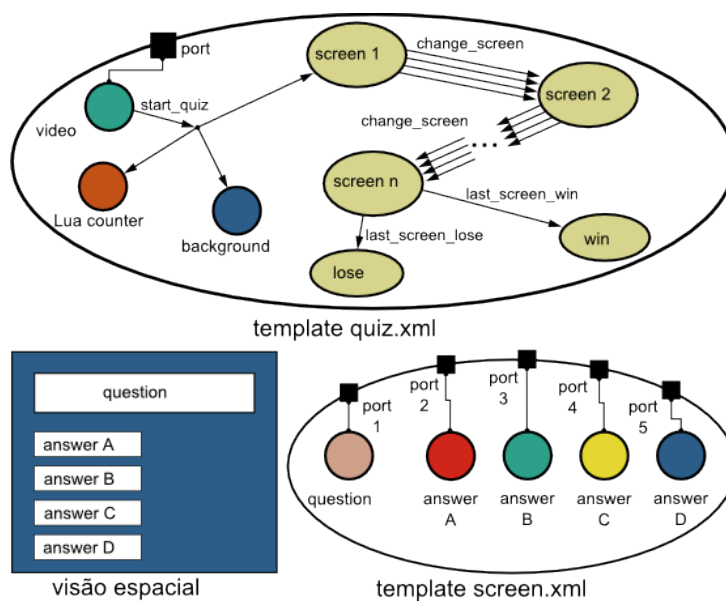 port
screen 1
change_screen
screen 2
start_quiz
video
change_screen
...
Lua counter
background
screen n
last_screen_win
last_screen_lose
win
lose
template quiz.xml
question
answer A
answer B
answer C
answer D
visão espacial
port
1
port
2
port
3
port
4
port
5
question
answer
A
answer
B
answer
C
answer
D
template screen.xml